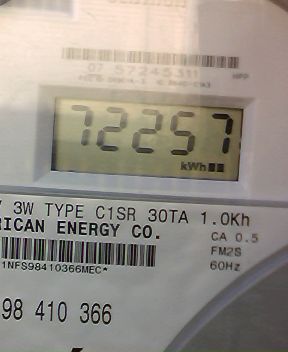 07 57245311
HPP
72257
kWh
3W TYPE C1SR 30TA 1.0Kh
RICAN ENERGY CO.
CA 0.5
FM2S
1NFS98410366MEC*
60Hz
98 410 366